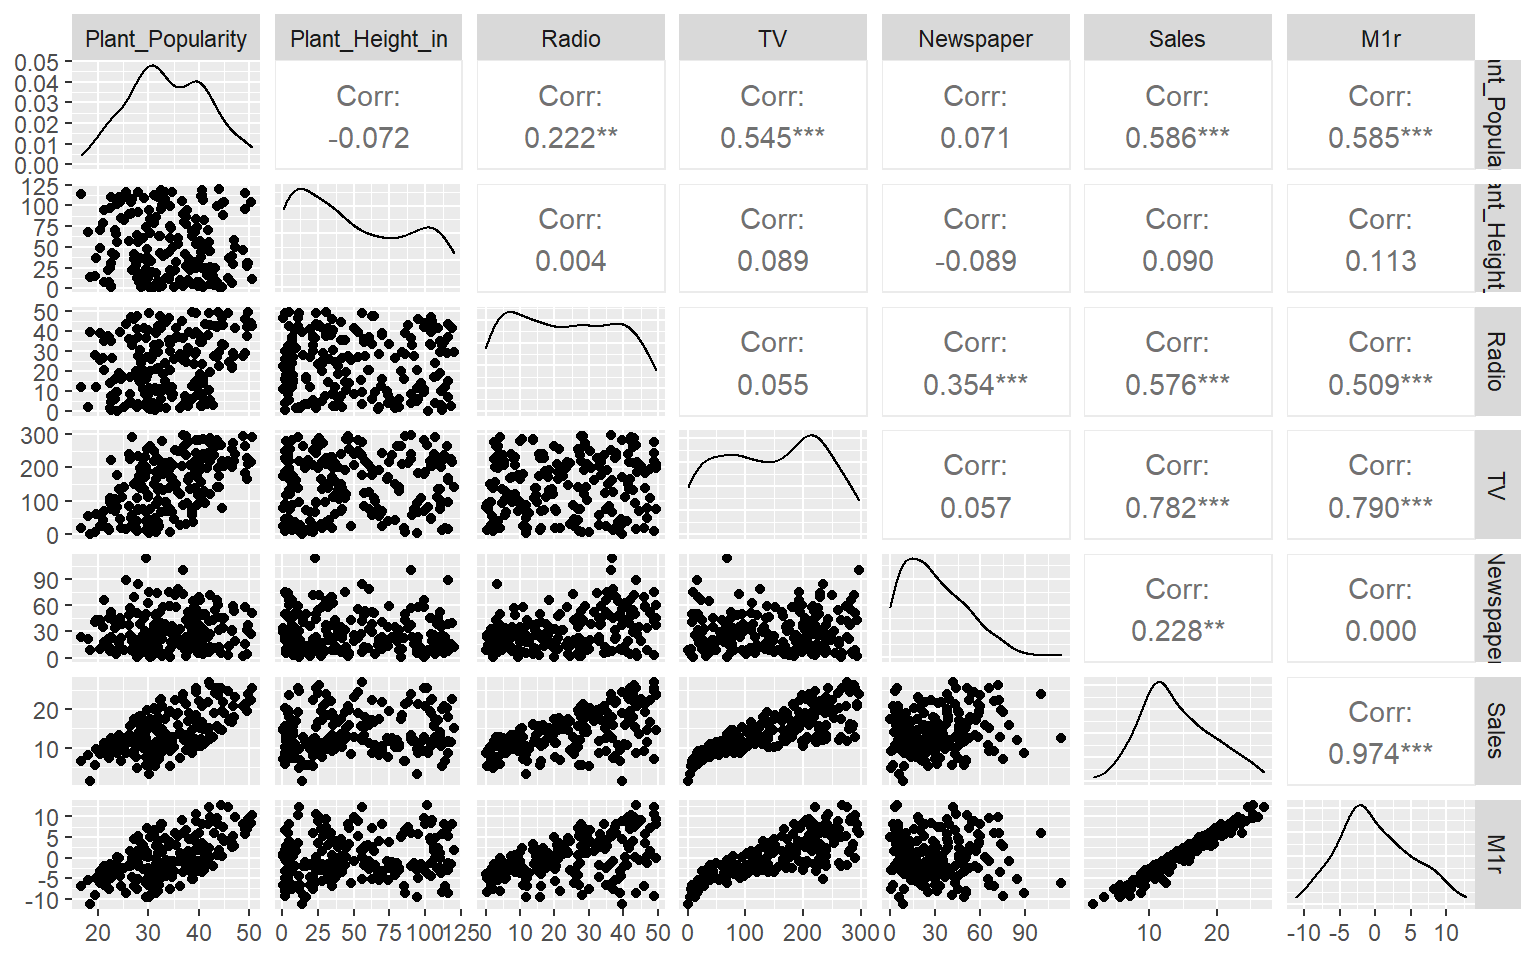 Plant_Popularity Plant_Height_in Radio TV Newspaper Sales M1r
0.05
0.04
0.03
0.02
0.01
0.00
Corr:
-0.072
Corr:
0.222**
Corr:
0.545***
Corr:
0.071
Corr:
0.586***
Corr:
0.585***
125
100
75
50
25
0
Corr:
0.004
Corr:
0.089
Corr:
-0.089
Corr:
0.090
Corr:
0.113
50
40
30
20
10
0
Corr:
0.055
Corr:
0.354***
Corr:
0.576***
Corr:
0.509***
Radio
300
200
100
0
Corr:
0.057
Corr:
0.782***
Corr:
0.790***
TV
90
60
30
0
Corr:
0.228**
Corr:
0.000
Newspaper
20
10
Corr:
0.974***
Sales
10
5
0
-5
-10
M1r
20 30 40 50
0 25 50 75 100 125
0 10 20 30 40 50
0 100 200 300
0 30 60 90
10 20
-10 -5 0 5 10